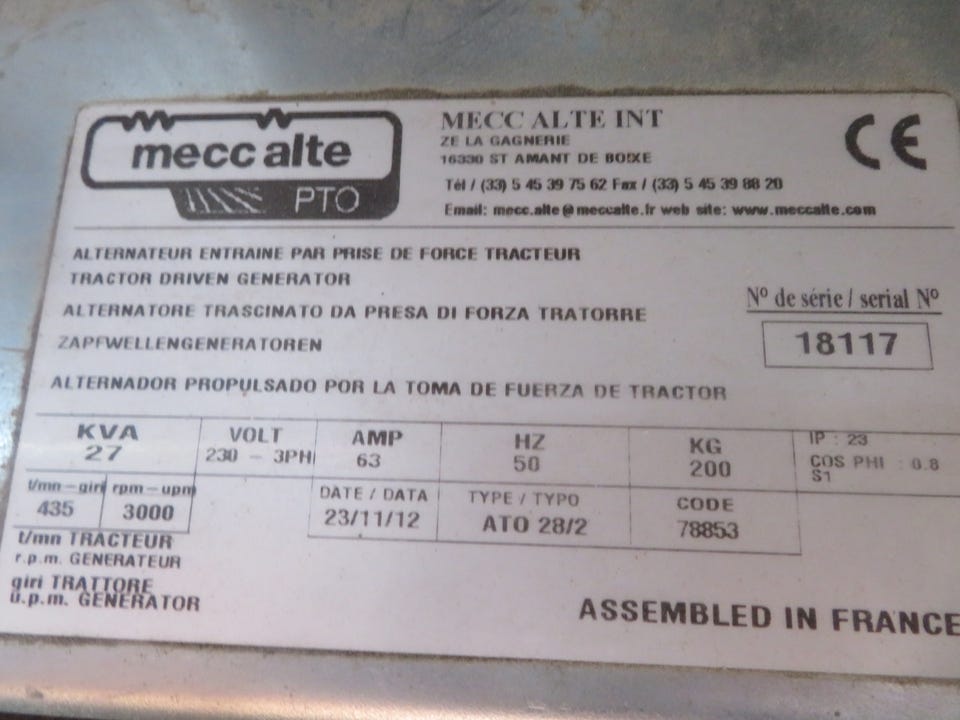 mecc alte
PTO
MECC ALTE INT
ZE LA GAGNERIE
16330 ST AMANT DE BOIXE
Tél / (33) 5 45 39 75 62 Fax / (33) 5 45 39 88 20
Email: mecc.alte@meccalte.fr web site: www.meccalte.com
CE
ALTERNATEUR ENTRAINE PAR PRISE DE FORCE TRACTEUR
TRACTOR DRIVEN GENERATOR
ALTERNATORE TRASCINATO DA PRESA DI FORZA TRATORRE
ZAPFWELLENGENERATOREN
ALTERNADOR PROPULSADO POR LA TOMA DE FUERZA DE TRACTOR
Nº de série / serial Nº
18117
KVA VOLT AMP HZ KG IP : 23
27 230 - 3PH 63 50 200 COS PHI : 0.8
S1
t/mn-giri rpm-upm DATE / DATA TYPE / TYPO CODE
435 3000 23/11/12 ATO 28/2 78853
t/mn TRACTEUR
r.p.m. GENERATEUR
giri TRATTORE
u.p.m. GENERATOR
ASSEMBLED IN FRANCE